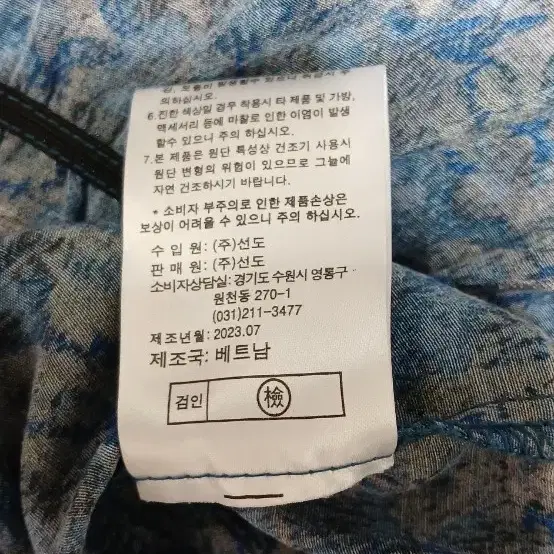 의하십시오.
6.진한 색상일 경우 착용시 타 제품 및 가방,
액세서리 등에 마찰로 인한 이염이 발생
할수 있으니 주의 하십시오.
7.본 제품은 원단 특성상 건조기 사용시
원단 변형의 위험이 있으므로 그늘에
자연 건조하시기 바랍니다.
* 소비자 부주의로 인한 제품손상은
보상이 어려울 수 있으니 주의 하십시오.
수 입 원: (주)선도
판 매 원: (주)선도
소비자상담실:경기도 수원시 영통구
원천동 270-1
(031)211-3477
제조년월: 2023.07
제조국: 베트남
검인 檢